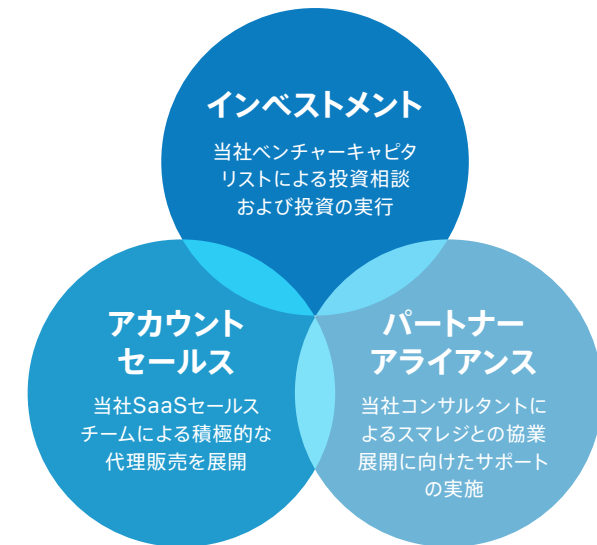 インベストメント
当社ベンチャーキャピタ
リストによる投資相談
および投資の実行
アカウント
セールス
当社SaaSセールス
チームによる積極的な
代理販売を展開
パートナー
アライアンス
当社コンサルタントに
よるスマレジとの協業
展開に向けたサポート
の実施